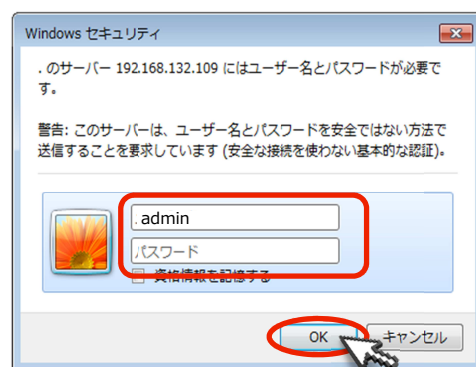 Windows セキュリティ
. のサーバー 192.168.132.109 にはユーザー名とパスワードが必要で
す。
警告: このサーバーは、ユーザー名とパスワードを安全ではない方法で
送信することを要求しています (安全な接続を使わない基本的な認証)。
admin
パスワード
資格情報を記憶する
OK
キャンセル